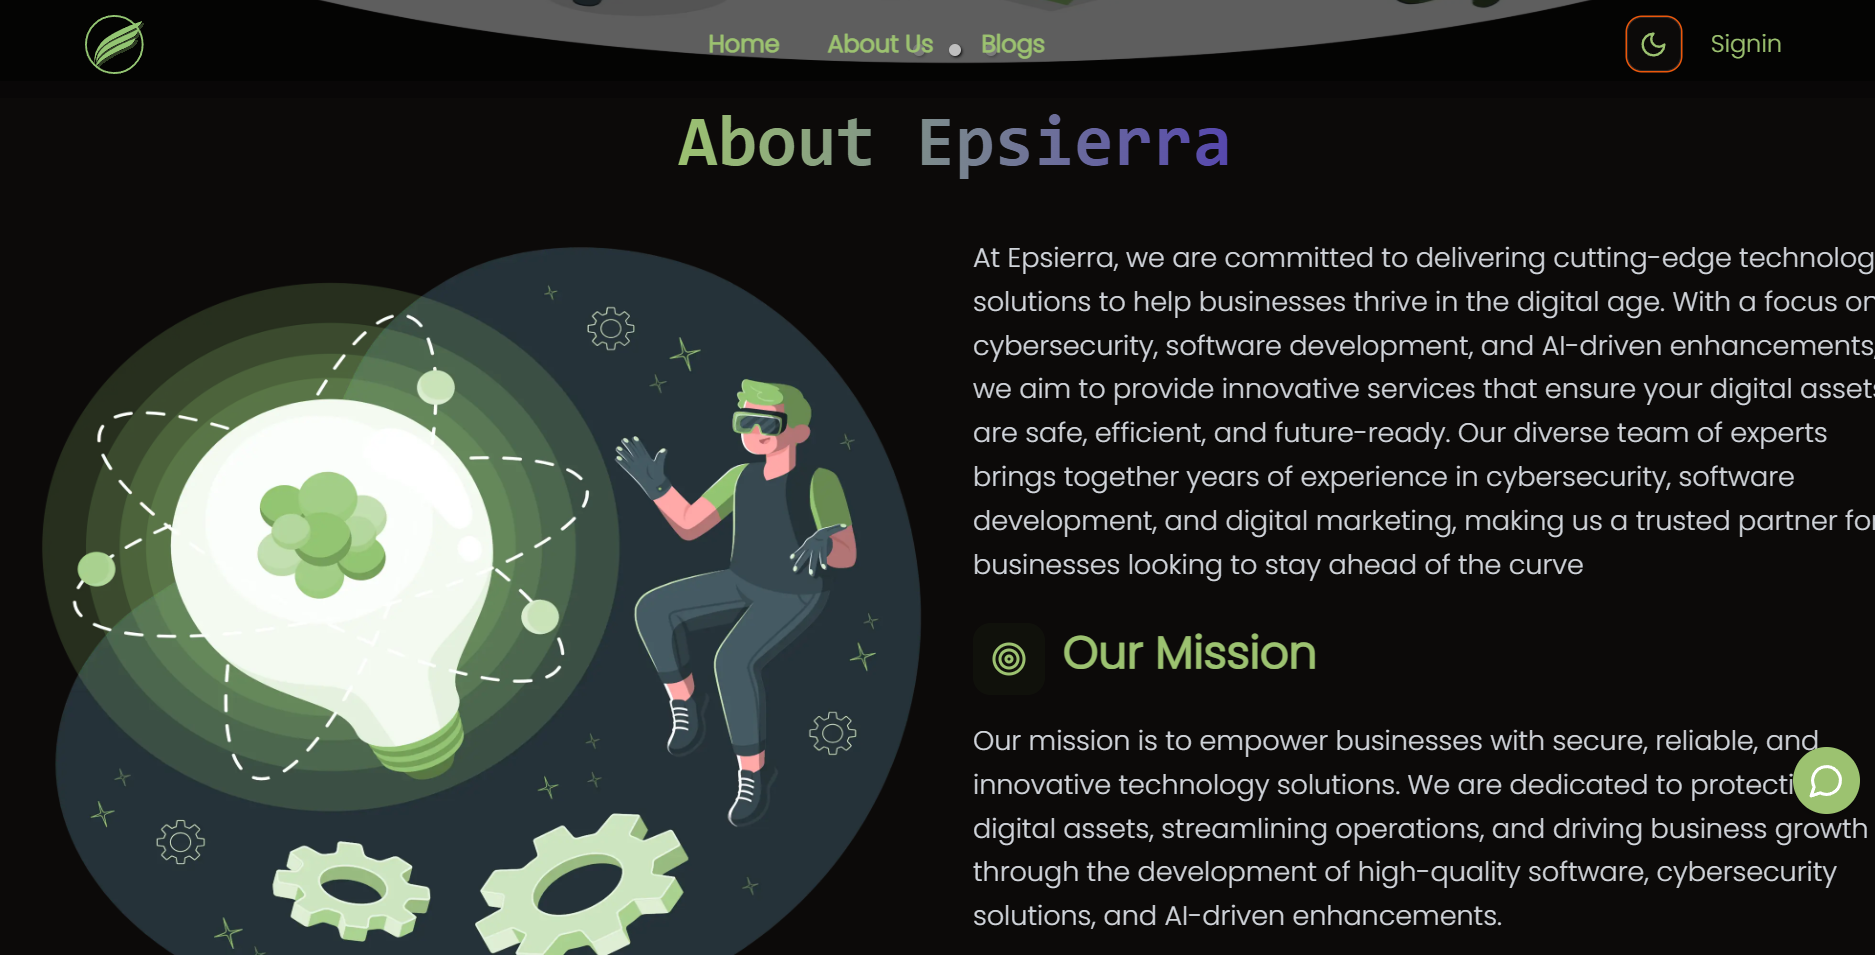 Home About Us Blogs Signin
About Epsierra
At Epsierra, we are committed to delivering cutting-edge technolog
solutions to help businesses thrive in the digital age. With a focus on
cybersecurity, software development, and AI-driven enhancements,
we aim to provide innovative services that ensure your digital assets
are safe, efficient, and future-ready. Our diverse team of experts
brings together years of experience in cybersecurity, software
development, and digital marketing, making us a trusted partner for
businesses looking to stay ahead of the curve
Our Mission
Our mission is to empower businesses with secure, reliable, and
innovative technology solutions. We are dedicated to protecti
digital assets, streamlining operations, and driving business growth
through the development of high-quality software, cybersecurity
solutions, and AI-driven enhancements.